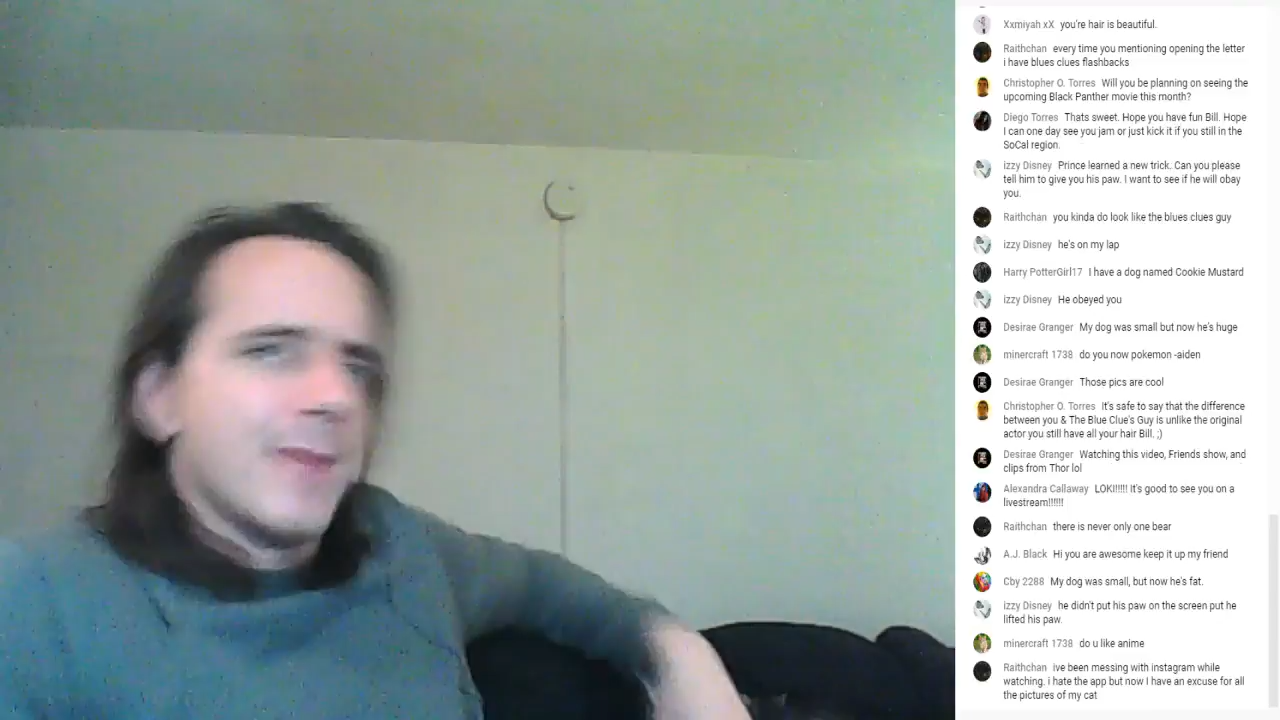 Xxmiyah xX you're hair is beautiful.
Raithchan every time you mentioning opening the letter
i have blues clues flashbacks
Christopher O. Torres Will you be planning on seeing the
upcoming Black Panther movie this month?
Diego Torres Thats sweet. Hope you have fun Bill. Hope
I can one day see you jam or just kick it if you still in the
SoCal region.
izzy Disney Prince learned a new trick. Can you please
tell him to give you his paw. I want to see if he will obay
you.
Raithchan you kinda do look like the blues clues guy
izzy Disney he's on my lap
Harry PotterGirl17 I have a dog named Cookie Mustard
izzy Disney He obeyed you
Desirae Granger My dog was small but now he's huge
minercraft 1738 do you now pokemon -aiden
Desirae Granger Those pics are cool
Christopher O. Torres It's safe to say that the difference
between you & The Blue Clue's Guy is unlike the original
actor you still have all your hair Bill. ;)
Desirae Granger Watching this video, Friends show, and
clips from Thor lol
Alexandra Callaway LOKI!!!!! It's good to see you on a
livestream!!!!!!
Raithchan there is never only one bear
A.J. Black Hi you are awesome keep it up my friend
Cby 2288 My dog was small, but now he's fat.
izzy Disney he didn't put his paw on the screen put he
lifted his paw.
minercraft 1738 do u like anime
Raithchan ive been messing with instagram while
watching. i hate the app but now I have an excuse for all
the pictures of my cat